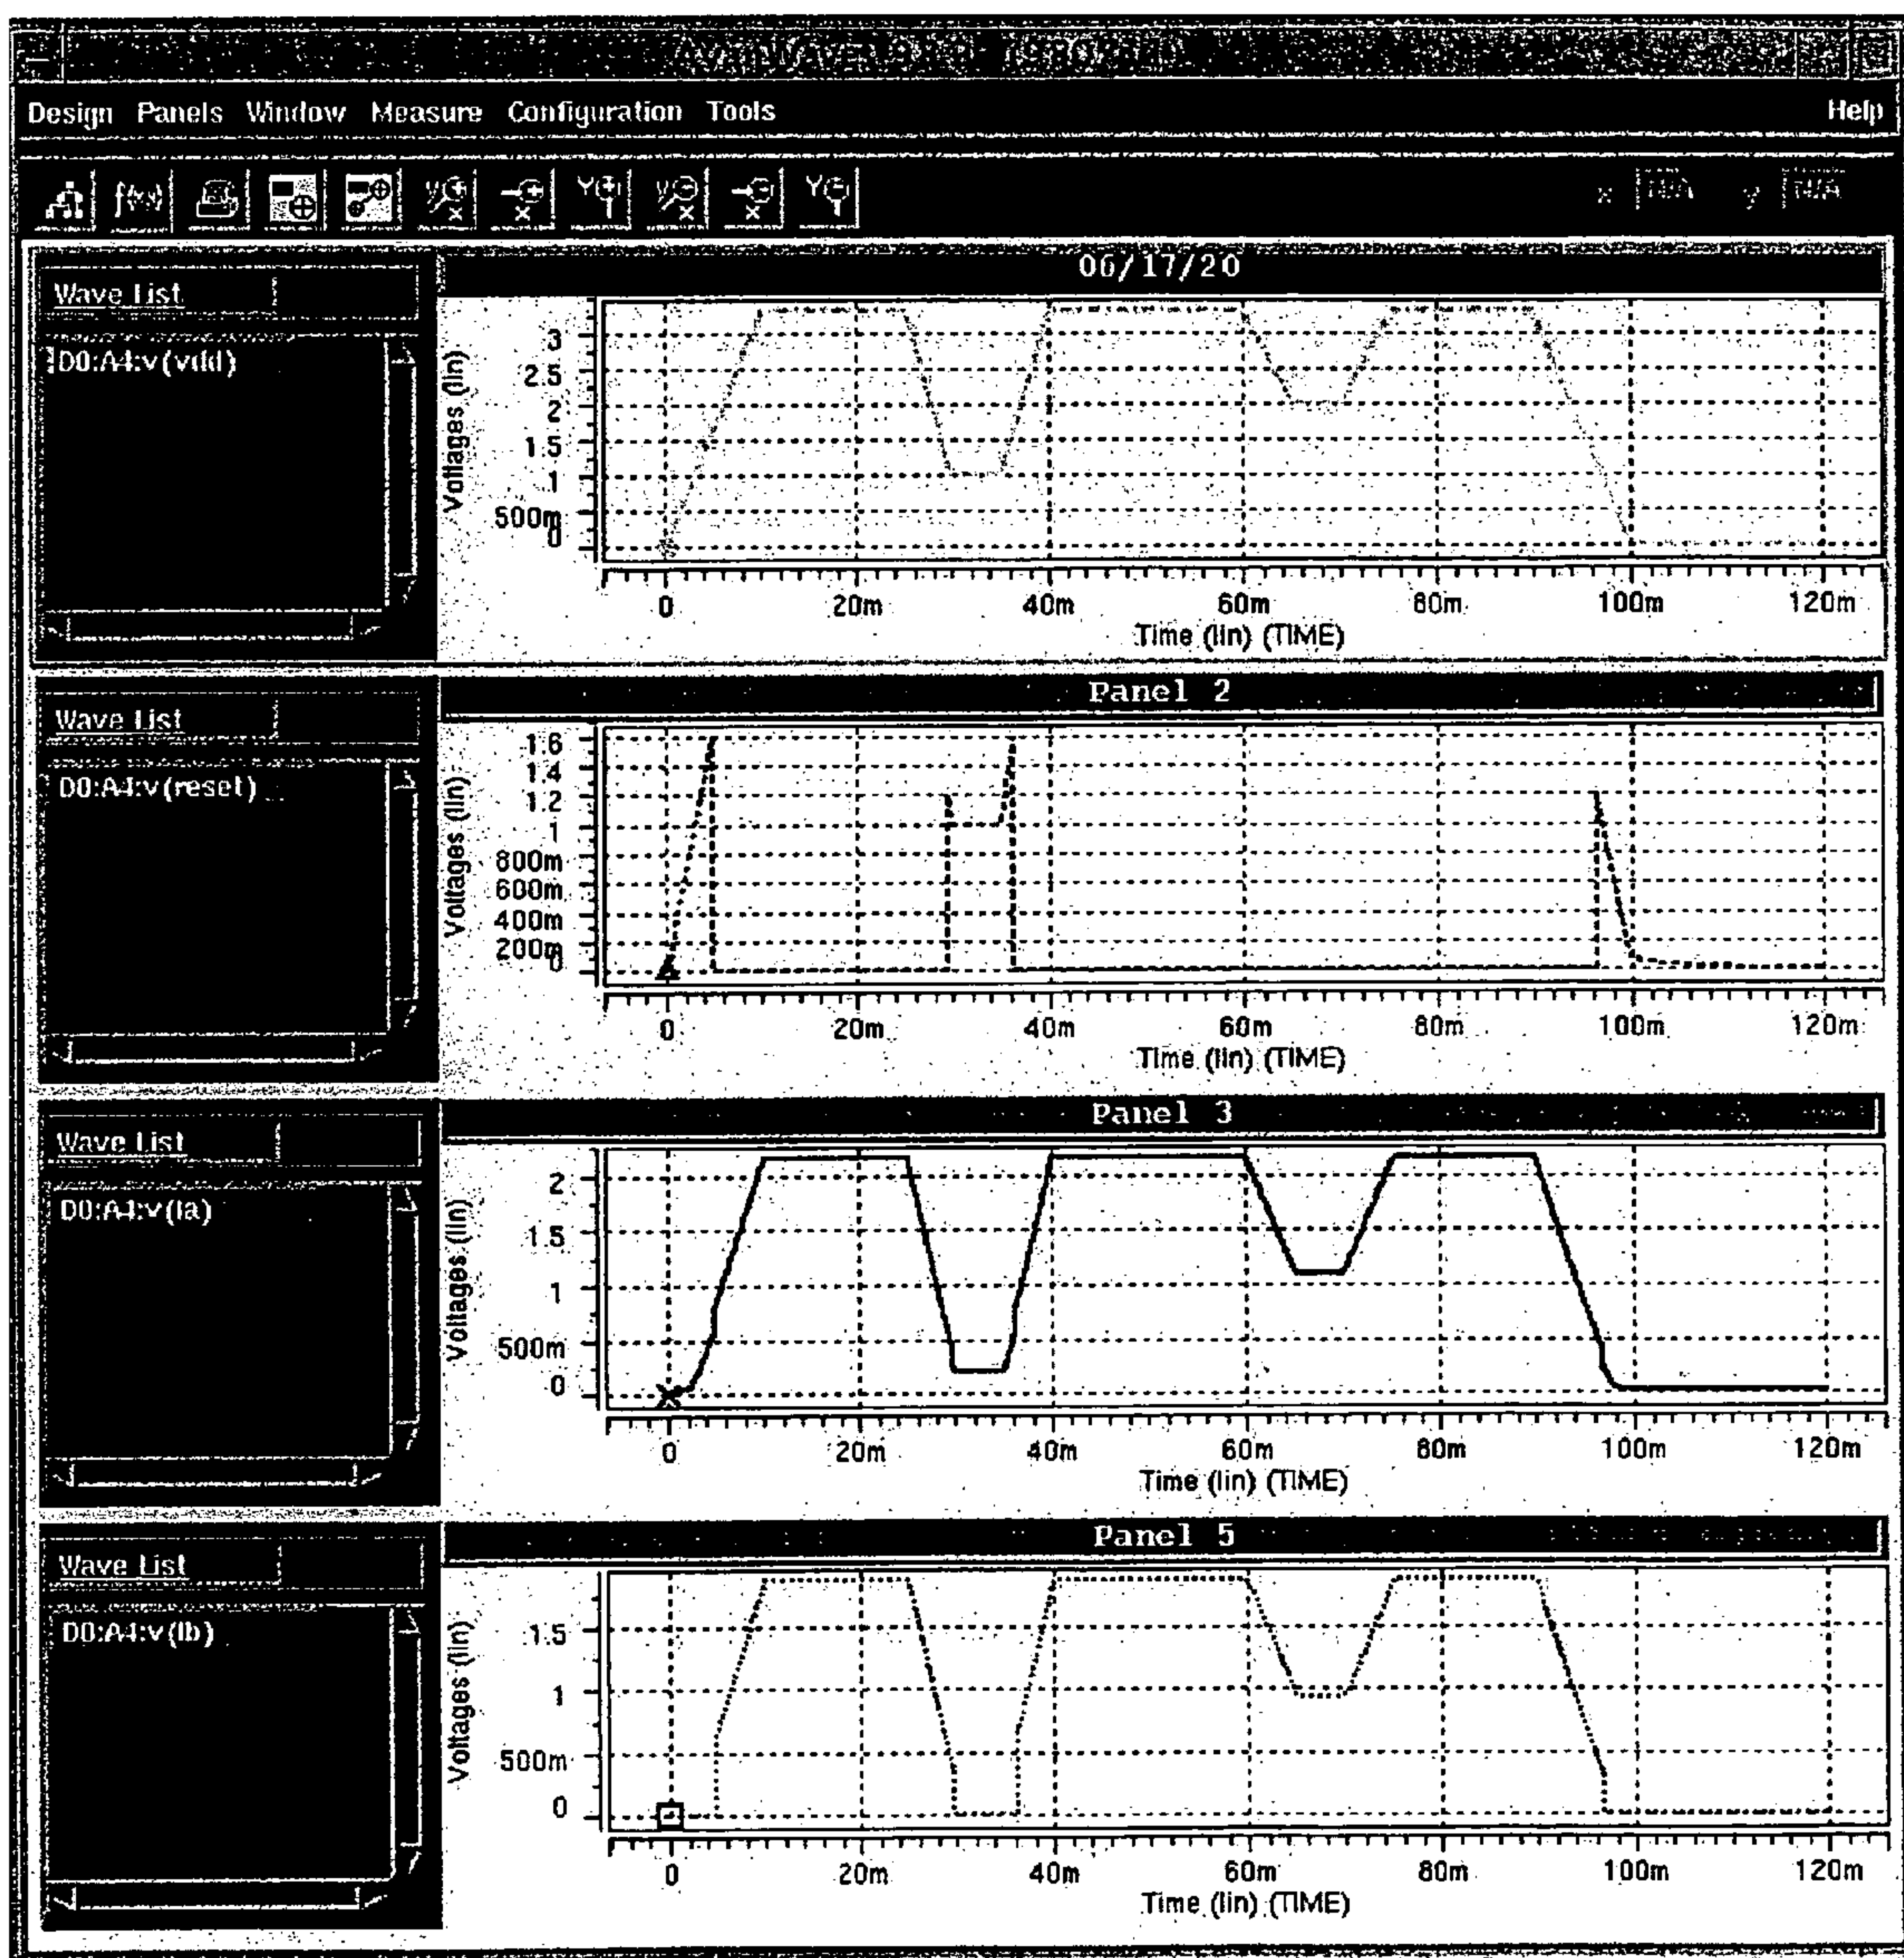 Design Panels Window Measure Configuration Tools Help
f(x)
x N/A y N/A
06/17/20
Wave List
D0:A4:v(vdd)
Voltages (lin)
3
2.5
2
1.5
1
500m
0
0 20m 40m 60m 80m 100m 120m
Time (lin) (TIME)
Panel 2
Wave List
D0:A4:v(reset)
Voltages (lin)
1.6
1.4
1.2
1
800m
600m
400m
200m
0
0 20m 40m 60m 80m 100m 120m
Time (lin) (TIME)
Panel 3
Wave List
D0:A4:v(ia)
Voltages (lin)
2
1.5
1
500m
0
0 20m 40m 60m 80m 100m 120m
Time (lin) (TIME)
Panel 5
Wave List
D0:A4:v(ib)
Voltages (lin)
1.5
1
500m
0
0 20m 40m 60m 80m 100m 120m
Time (lin) (TIME)